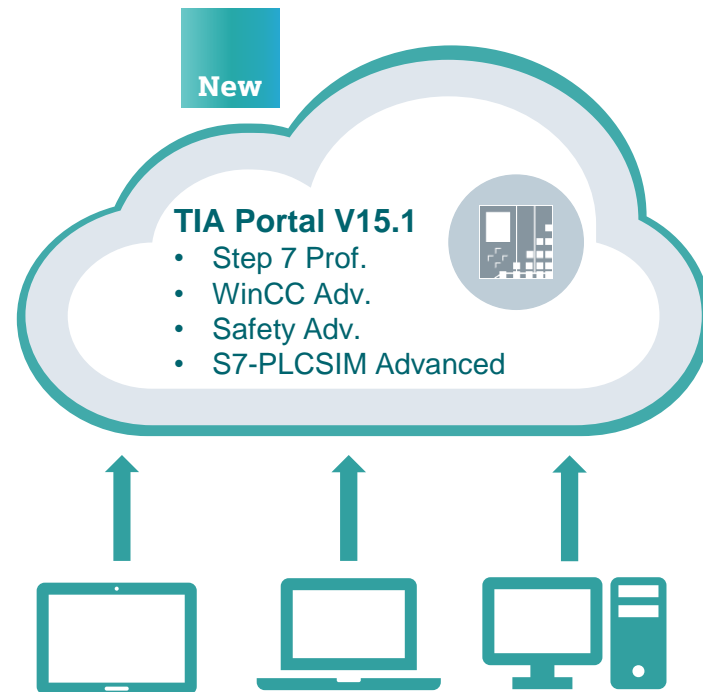 New
TIA Portal V15.1
• Step 7 Prof.
• WinCC Adv.
• Safety Adv.
• S7-PLCSIM Advanced